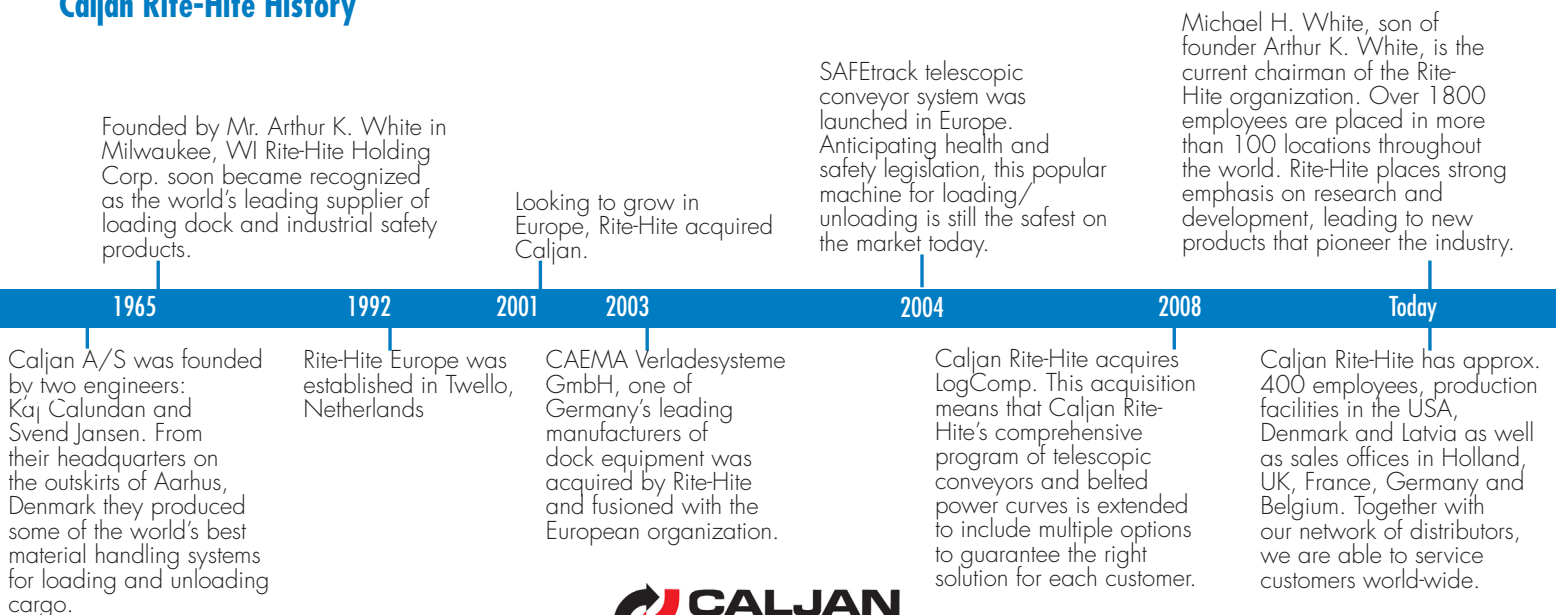 Caljan Rite-Hite History
Founded by Mr. Arthur K. White in
Milwaukee, WI Rite-Hite Holding
Corp. soon became recognized
as the world's leading supplier of
loading dock and industrial safety
products.
Looking to grow in
Europe, Rite-Hite acquired
Caljan.
SAFEtrack telescopic
conveyor system was
launched in Europe.
Anticipating health and
safety legislation, this popular
machine for loading/
unloading is still the safest on
the market today.
Michael H. White, son of
founder Arthur K. White, is the
current chairman of the Rite-
Hite organization. Over 1800
employees are placed in more
than 100 locations throughout
the world. Rite-Hite places strong
emphasis on research and
development, leading to new
products that pioneer the industry.
1965 1992 2001 2003 2004 2008 Today
Caljan A/S was founded
by two engineers:
Kaj Calundan and
Svend Jansen. From
their headquarters on
the outskirts of Aarhus,
Denmark they produced
some of the world's best
material handling systems
for loading and unloading
cargo.
Rite-Hite Europe was
established in Twello,
Netherlands
CAEMA Verladesysteme
GmbH, one of
Germany's leading
manufacturers of
dock equipment was
acquired by Rite-Hite
and fusioned with the
European organization.
Caljan Rite-Hite acquires
LogComp. This acquisition
means that Caljan Rite-
Hite's comprehensive
program of telescopic
conveyors and belted
power curves is extended
to include multiple options
to guarantee the right
solution for each customer.
Caljan Rite-Hite has approx.
400 employees, production
facilities in the USA,
Denmark and Latvia as well
as sales offices in Holland,
UK, France, Germany and
Belgium. Together with
our network of distributors,
we are able to service
customers world-wide.
CALJAN